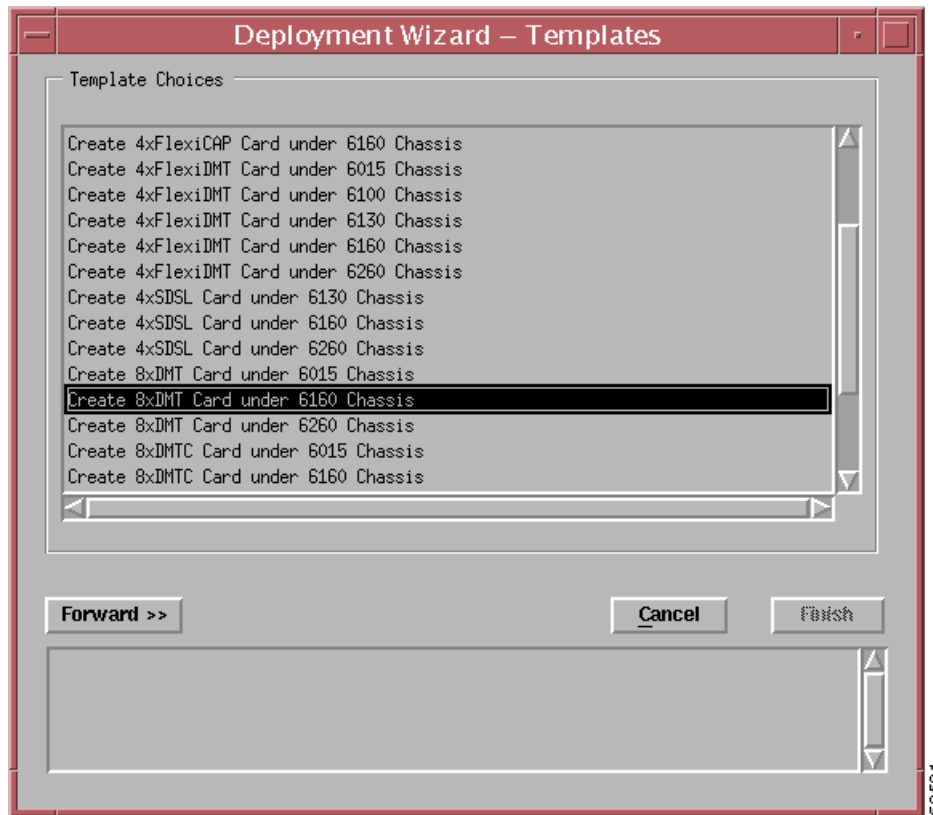 Deployment Wizard – Templates
Template Choices
Create 4xFlexiCAP Card under 6160 Chassis
Create 4xFlexiDMT Card under 6015 Chassis
Create 4xFlexiDMT Card under 6100 Chassis
Create 4xFlexiDMT Card under 6130 Chassis
Create 4xFlexiDMT Card under 6160 Chassis
Create 4xFlexiDMT Card under 6260 Chassis
Create 4xSDSL Card under 6130 Chassis
Create 4xSDSL Card under 6160 Chassis
Create 4xSDSL Card under 6260 Chassis
Create 8xDMT Card under 6015 Chassis
Create 8xDMT Card under 6160 Chassis
Create 8xDMT Card under 6260 Chassis
Create 8xDMTC Card under 6015 Chassis
Create 8xDMTC Card under 6160 Chassis
Forward >>
Cancel
Finish